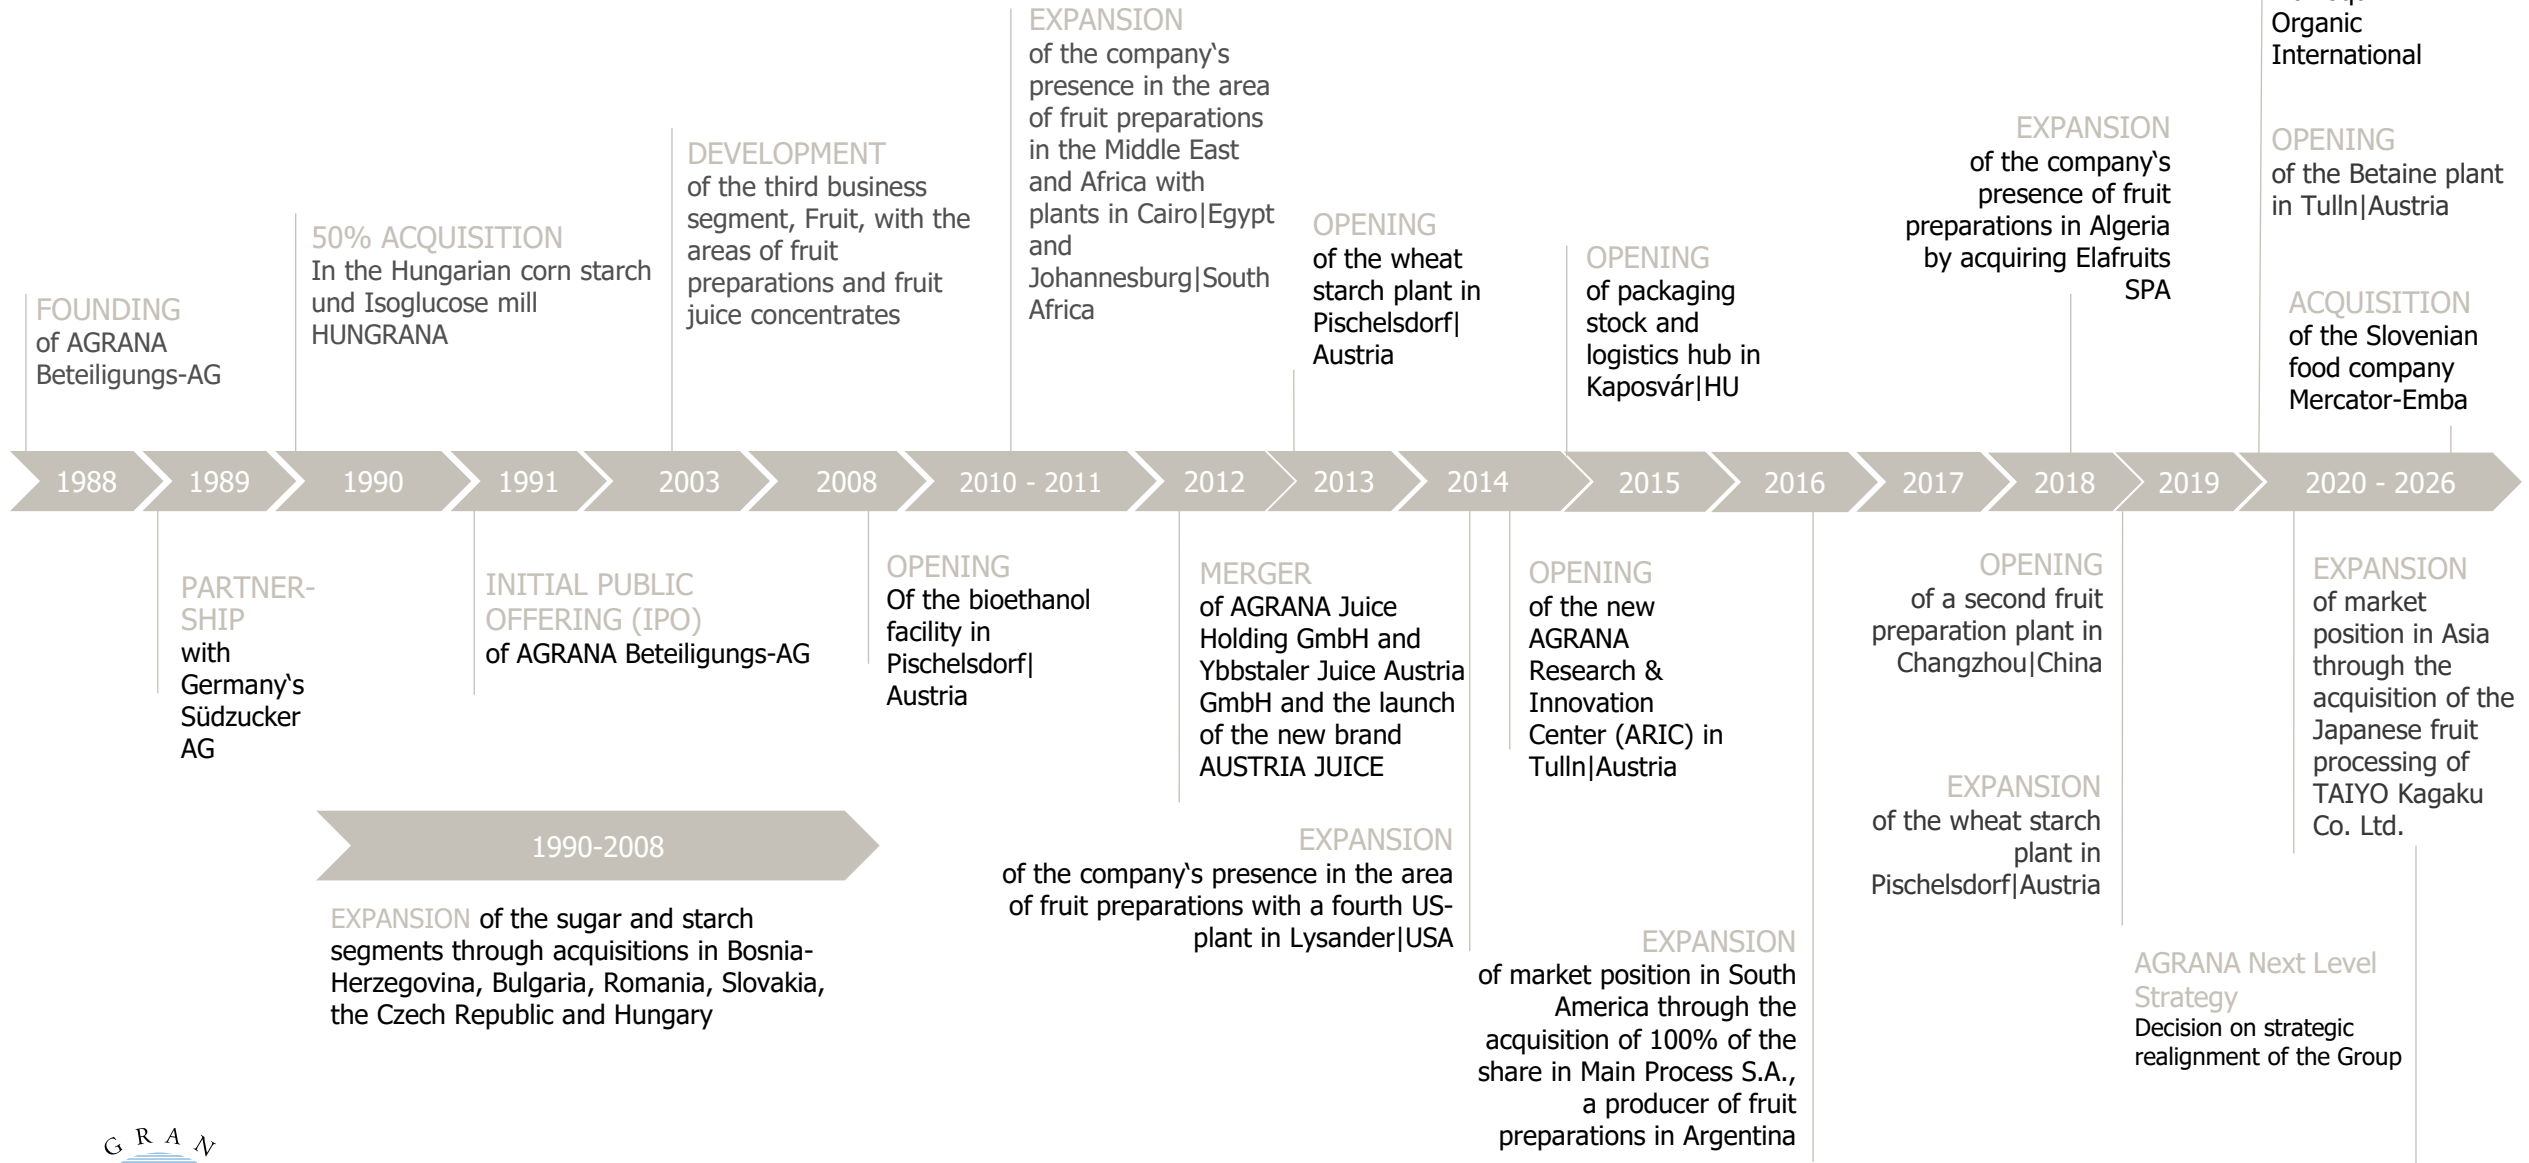 Organic
International
EXPANSION
of the company‘s
presence in the area
of fruit preparations
in the Middle East
and Africa with
plants in Cairo|Egypt
and
Johannesburg|South
Africa
EXPANSION
of the company‘s
presence of fruit
preparations in Algeria
by acquiring Elafruits
SPA
OPENING
of the Betaine plant
in Tulln|Austria
DEVELOPMENT
of the third business
segment, Fruit, with the
areas of fruit
preparations and fruit
juice concentrates
50% ACQUISITION
In the Hungarian corn starch
und Isoglucose mill
HUNGRANA
OPENING
of the wheat
starch plant in
Pischelsdorf|
Austria
OPENING
of packaging
stock and
logistics hub in
Kaposvár|HU
FOUNDING
of AGRANA
Beteiligungs-AG
ACQUISITION
of the Slovenian
food company
Mercator-Emba
1988 1989 1990 1991 2003 2008 2010 - 2011 2012 2013 2014 2015 2016 2017 2018 2019 2020 - 2026
PARTNER-
SHIP
with
Germany‘s
Südzucker
AG
INITIAL PUBLIC
OFFERING (IPO)
of AGRANA Beteiligungs-AG
OPENING
Of the bioethanol
facility in
Pischelsdorf|
Austria
MERGER
of AGRANA Juice
Holding GmbH and
Ybbstaler Juice Austria
GmbH and the launch
of the new brand
AUSTRIA JUICE
OPENING
of the new
AGRANA
Research &
Innovation
Center (ARIC) in
Tulln|Austria
OPENING
of a second fruit
preparation plant in
Changzhou|China
EXPANSION
of market
position in Asia
through the
acquisition of the
Japanese fruit
processing of
TAIYO Kagaku
Co. Ltd.
EXPANSION
of the wheat starch
plant in
Pischelsdorf|Austria
1990-2008
EXPANSION of the sugar and starch
segments through acquisitions in Bosnia-
Herzegovina, Bulgaria, Romania, Slovakia,
the Czech Republic and Hungary
EXPANSION
of the company‘s presence in the area
of fruit preparations with a fourth US-
plant in Lysander|USA
EXPANSION
of market position in South
America through the
acquisition of 100% of the
share in Main Process S.A.,
a producer of fruit
preparations in Argentina
AGRANA Next Level
Strategy
Decision on strategic
realignment of the Group
GRAN